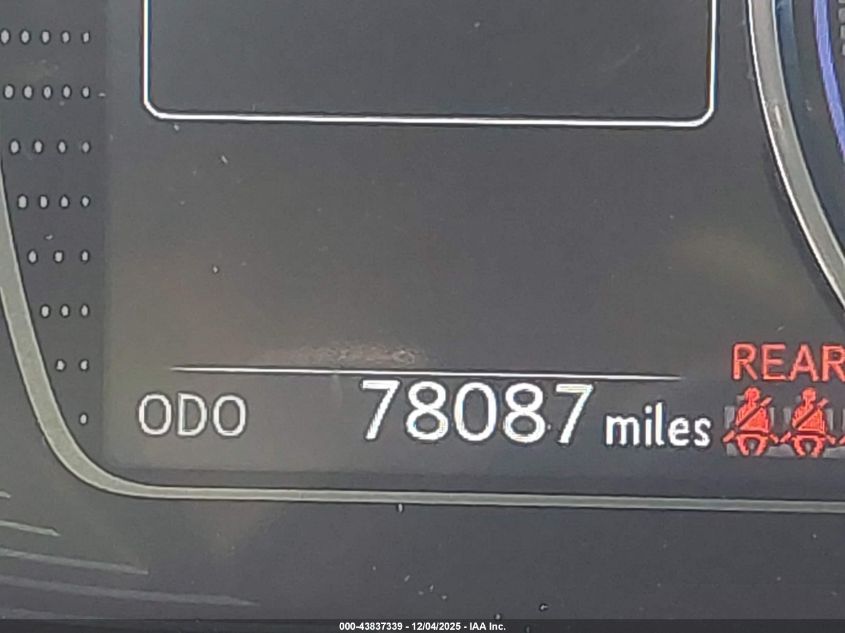 REAR
ODO 78087 miles
000-43837339 - 12/04/2025 - IAA Inc.